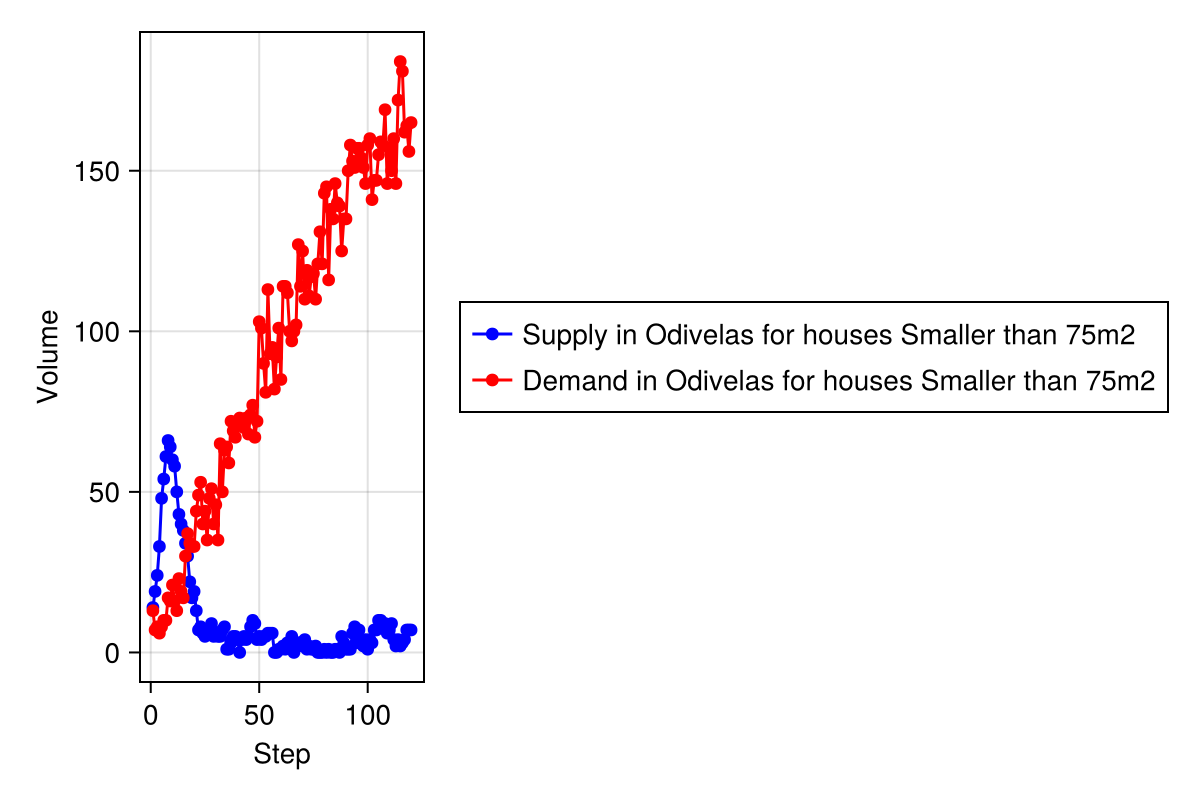 150
100
50
0
Volume
0 50 100
Step
Supply in Odivelas for houses Smaller than 75m2
Demand in Odivelas for houses Smaller than 75m2